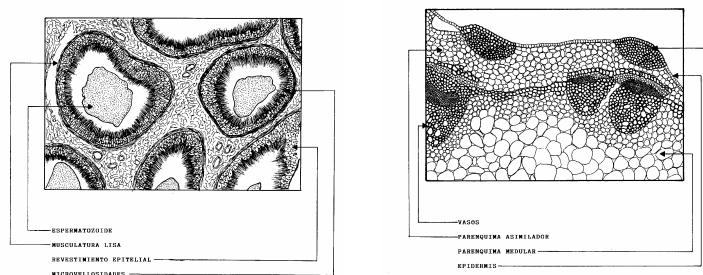 ESPERMATOZOIDE
MUSCULATURA LISA
REVESTIMIENTO EPITELIAL
MICROVELLOSIDADES
VASOS
PARENQUIMA ASIMILADOR
PARENQUIMA MEDULAR
EPIDERMIS